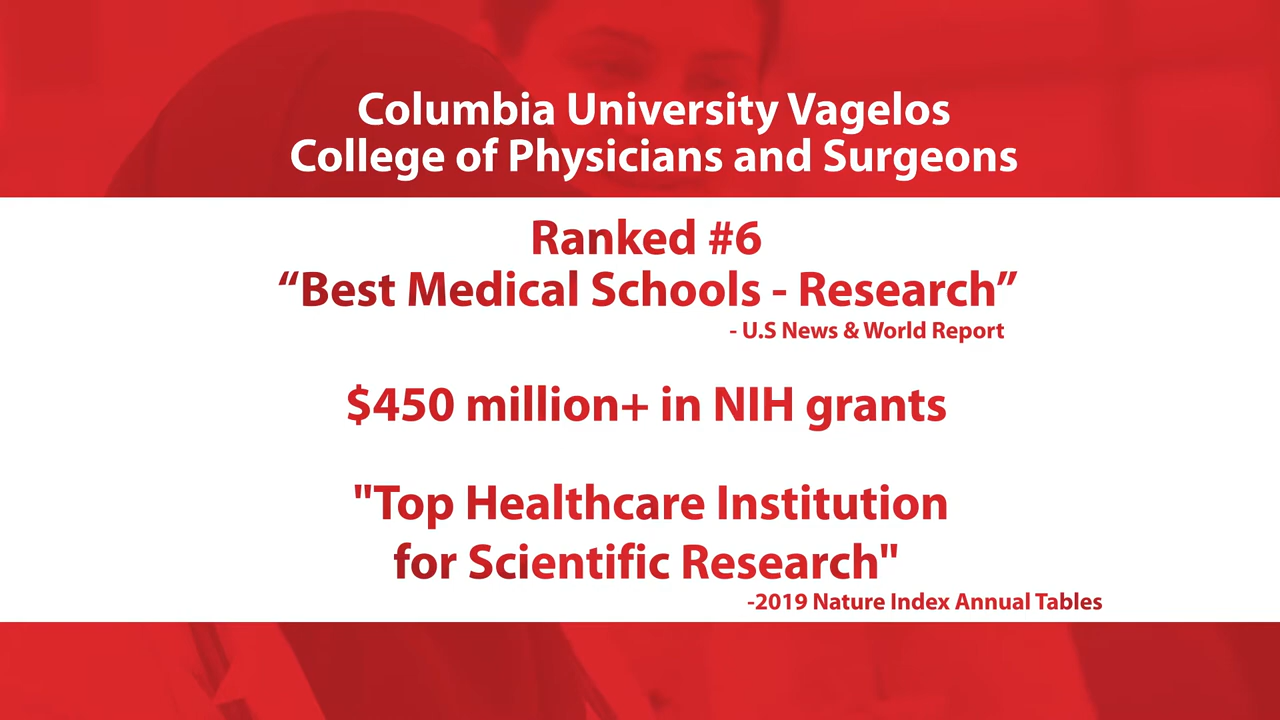 Columbia University Vagelos
College of Physicians and Surgeons
Ranked #6
“Best Medical Schools - Research”
- U.S News & World Report
$450 million+ in NIH grants
"Top Healthcare Institution
for Scientific Research"
-2019 Nature Index Annual Tables